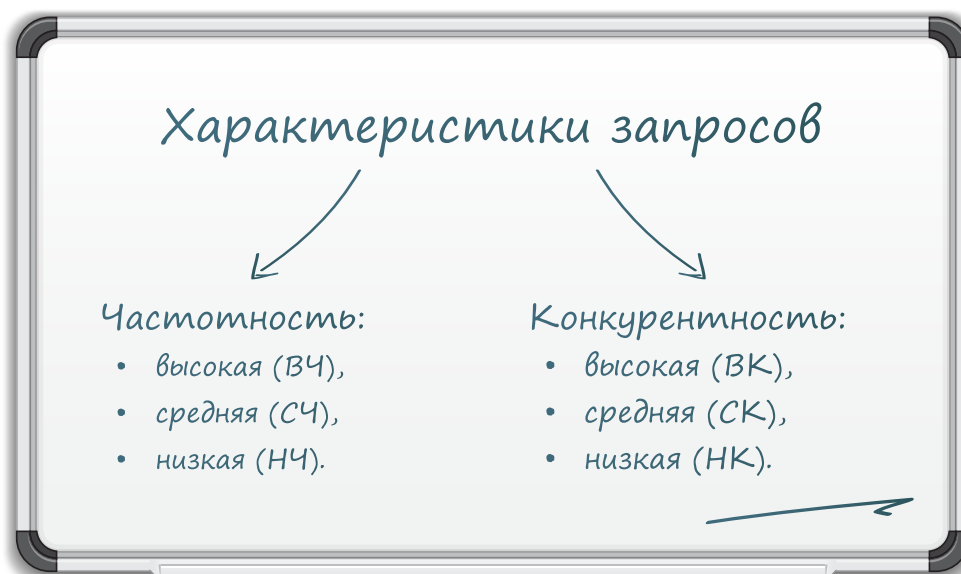 Характеристики запросов
Частотность:
• высокая (ВЧ),
• средняя (СЧ),
• низкая (НЧ).
Конкурентность:
• высокая (ВК),
• средняя (СК),
• низкая (НК).